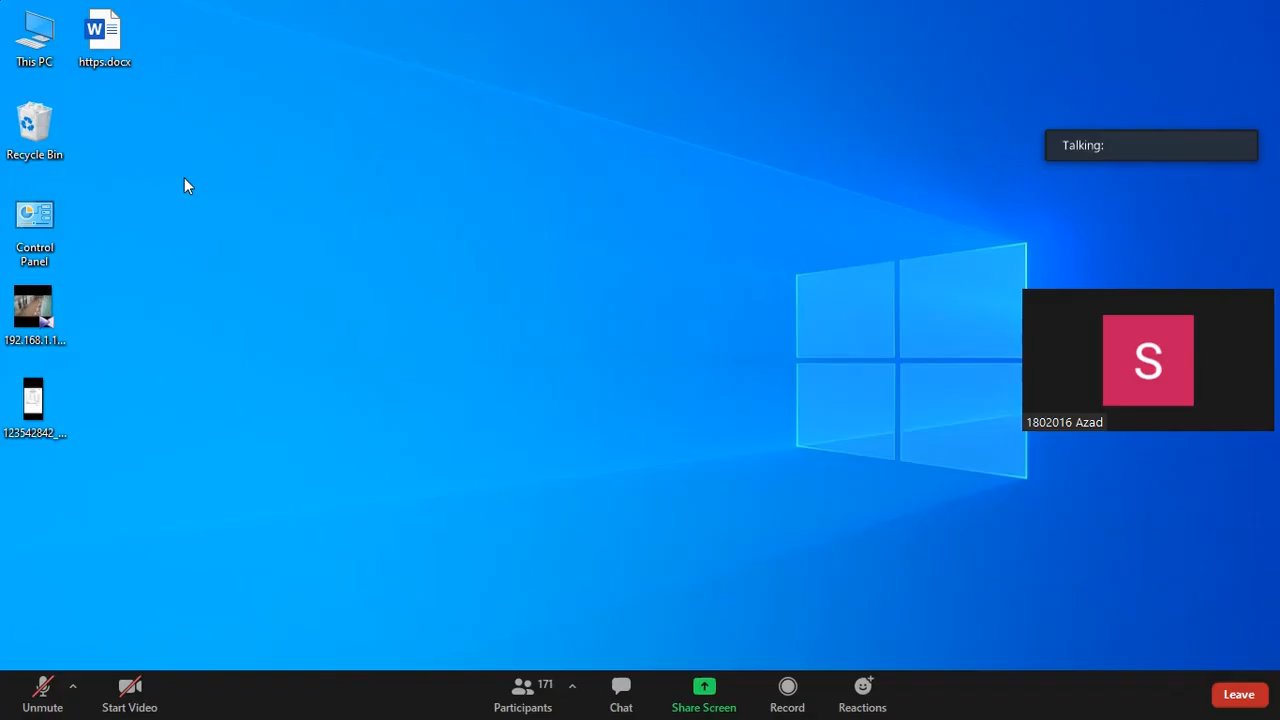 This PC
https.docx
Recycle Bin
Talking:
Control
Panel
192.168.1.1...
S
1802016 Azad
123542842_...
Unmute
Start Video
171
Participants
Chat
Share Screen
Record
Reactions
Leave